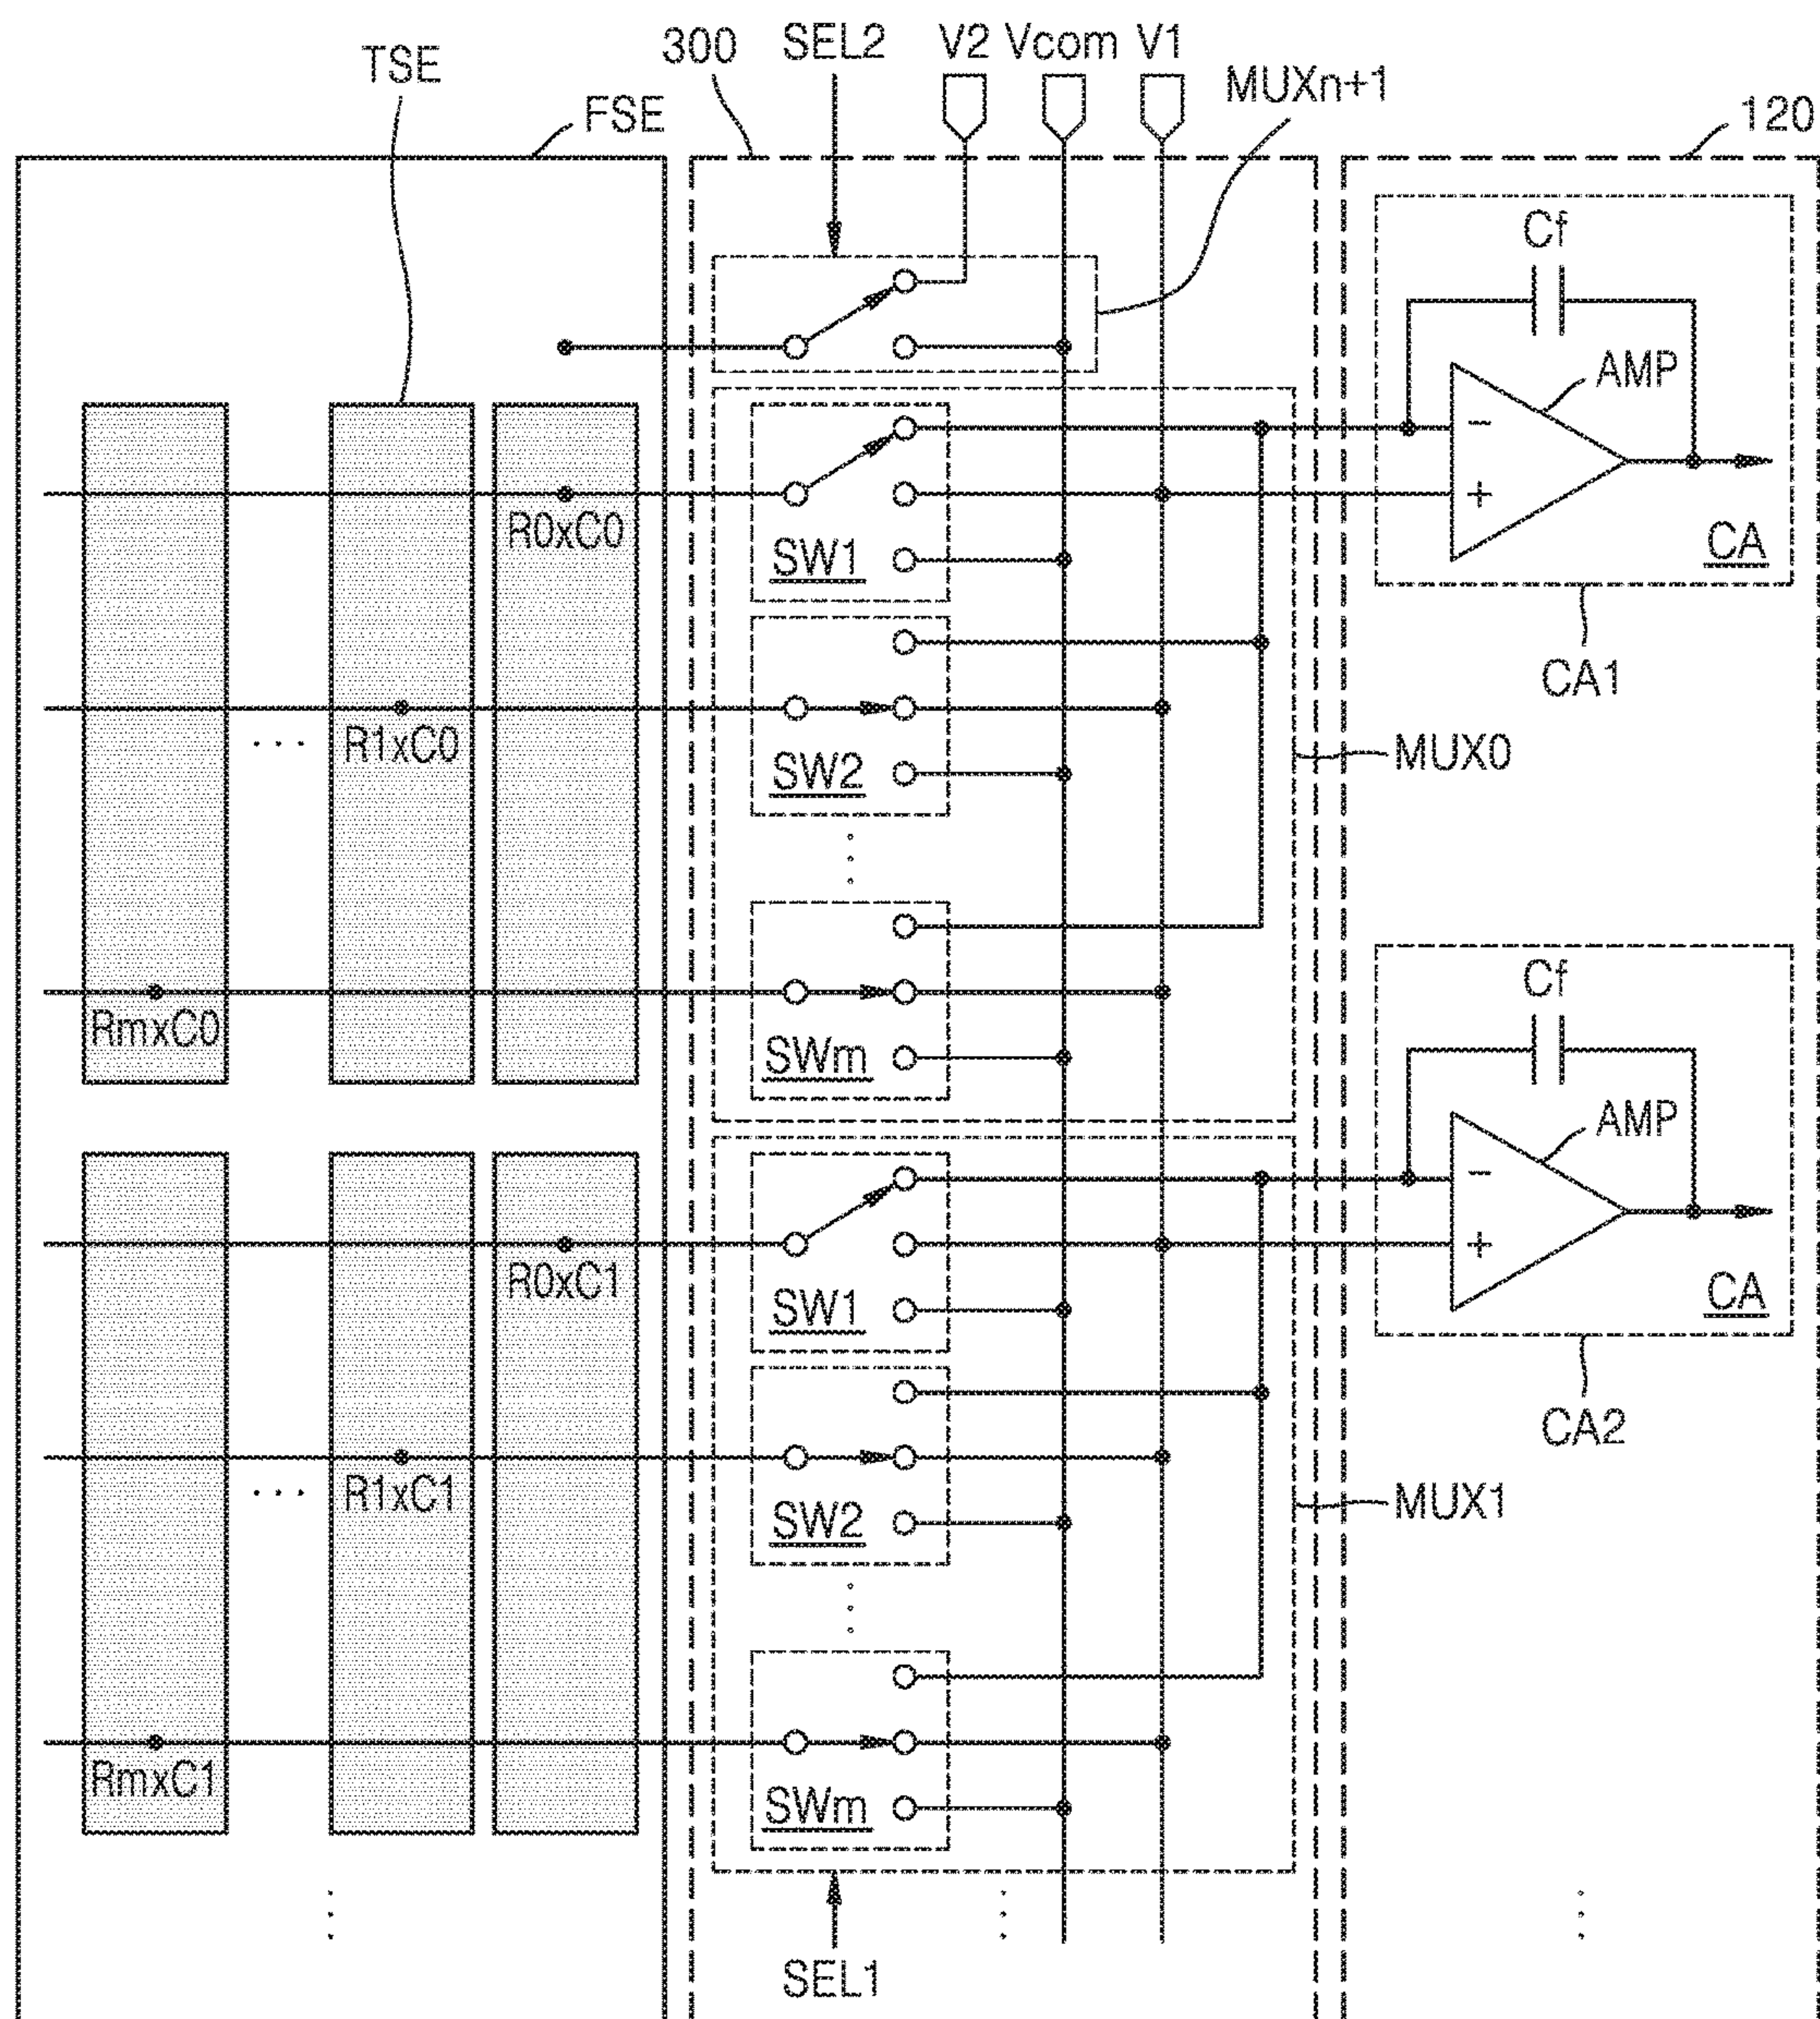 300 SEL2 V2 Vcom V1
TSE
FSE
MUXn+1
120
Cf
AMP
-
+
CA
CA1
R0xC0
SW1
... R1xC0
SW2
MUX0
RmxC0
SWm
Cf
AMP
-
+
CA
CA2
R0xC1
SW1
... R1xC1
SW2
MUX1
RmxC1
SWm
SEL1